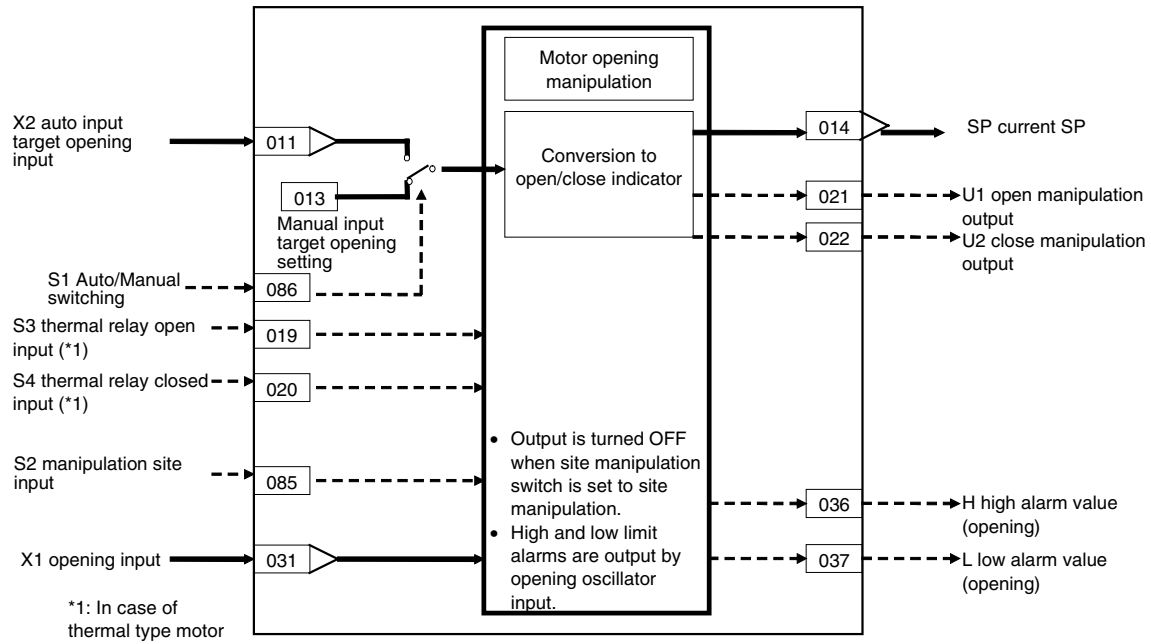 Motor opening
manipulation
X2 auto input
target opening
input
011
013
Manual input
target opening
setting
Conversion to
open/close indicator
014
SP current SP
021
U1 open manipulation
output
022
U2 close manipulation
output
S1 Auto/Manual
switching
086
S3 thermal relay open
input (*1)
019
S4 thermal relay closed
input (*1)
020
S2 manipulation site
input
085
X1 opening input
031
*1: In case of
thermal type motor
• Output is turned OFF
when site manipulation
switch is set to site
manipulation.
• High and low limit
alarms are output by
opening oscillator
input.
036
H high alarm value
(opening)
037
L low alarm value
(opening)